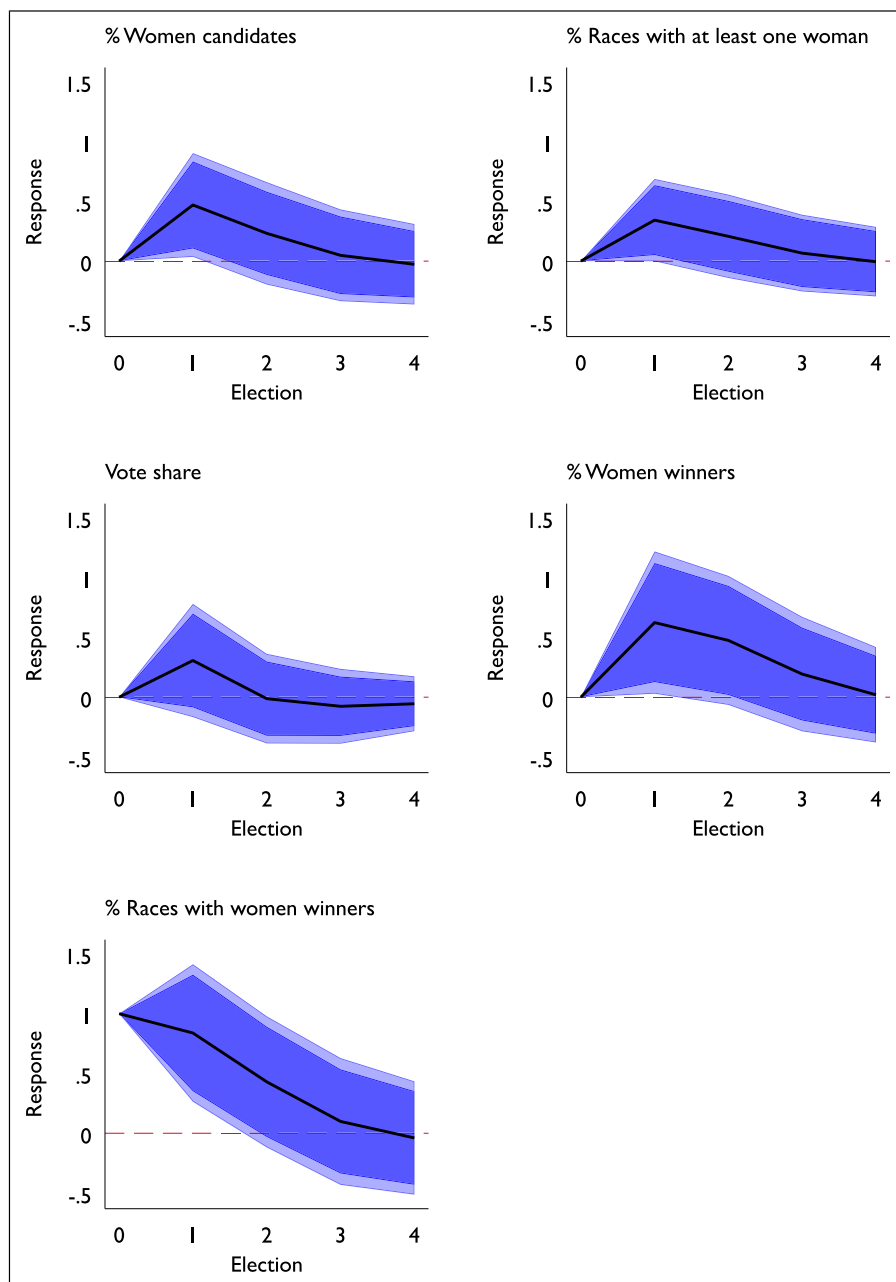 % Women candidates
% Races with at least one woman
1.5
1
.5
0
-.5
Response
0 1 2 3 4
Election
1.5
1
.5
0
-.5
Response
0 1 2 3 4
Election
Vote share
% Women winners
1.5
1
.5
0
-.5
Response
0 1 2 3 4
Election
1.5
1
.5
0
-.5
Response
0 1 2 3 4
Election
% Races with women winners
1.5
1
.5
0
-.5
Response
0 1 2 3 4
Election